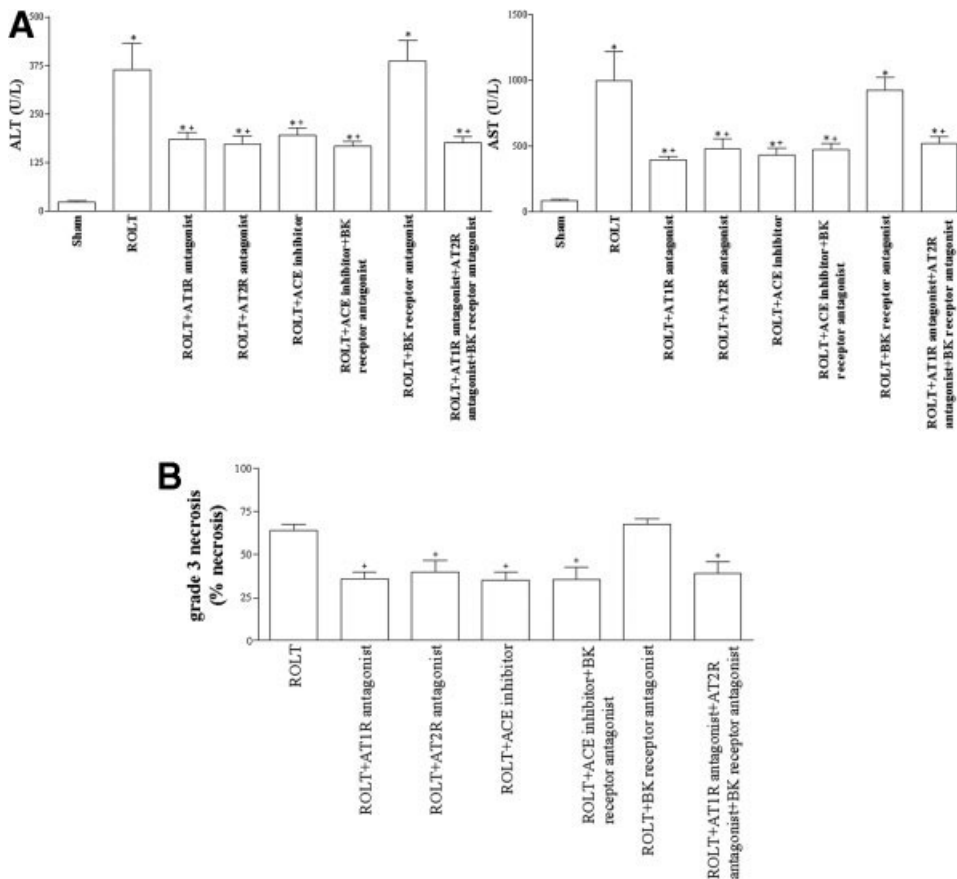 A
ALT (U/L)
500
375
250
125
0
*
*+
*+
*+
*+
*
*+
Sham
ROLT
ROLT+AT1R antagonist
ROLT+AT2R antagonist
ROLT+ACE inhibitor
ROLT+ACE inhibitor+BK
receptor antagonist
ROLT+BK receptor antagonist
ROLT+AT1R antagonist+AT2R
antagonist+BK receptor antagonist
AST (U/L)
1500
1000
500
0
*
*+
*+
*+
*+
*
*+
Sham
ROLT
ROLT+AT1R antagonist
ROLT+AT2R antagonist
ROLT+ACE inhibitor
ROLT+ACE inhibitor+BK
receptor antagonist
ROLT+BK receptor antagonist
ROLT+AT1R antagonist+AT2R
antagonist+BK receptor antagonist
B
grade 3 necrosis
(% necrosis)
100
75
50
25
0
+
+
+
+
+
ROLT
ROLT+AT1R antagonist
ROLT+AT2R antagonist
ROLT+ACE inhibitor
ROLT+ACE inhibitor+BK
receptor antagonist
ROLT+BK receptor antagonist
ROLT+AT1R antagonist+AT2R
antagonist+BK receptor antagonist